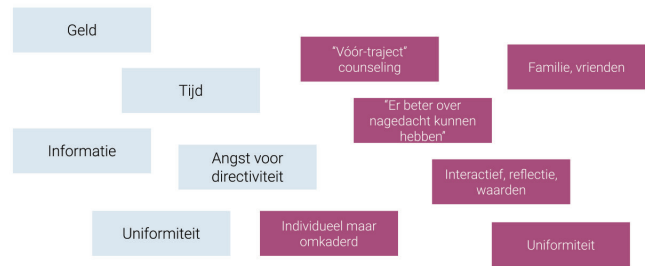 Geld
Tijd
Informatie
Angst voor
directiviteit
Uniformiteit
"Vóór-traject"
counseling
Familie, vrienden
"Er beter over
nagedacht kunnen
hebben"
Interactief, reflectie,
waarden
Individueel maar
omkaderd
Uniformiteit